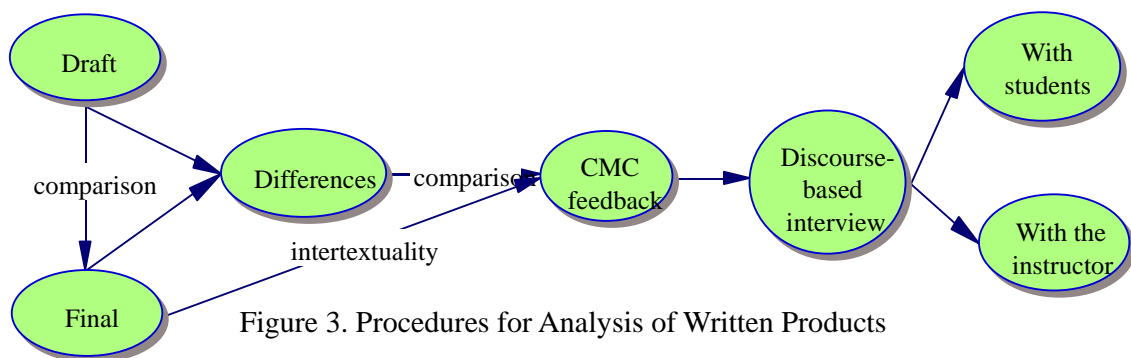 Draft
With
students
comparison
Differences
comparison
CMC
feedback
Discourse-
based
interview
intertextuality
With the
instructor
Final
Figure 3. Procedures for Analysis of Written Products